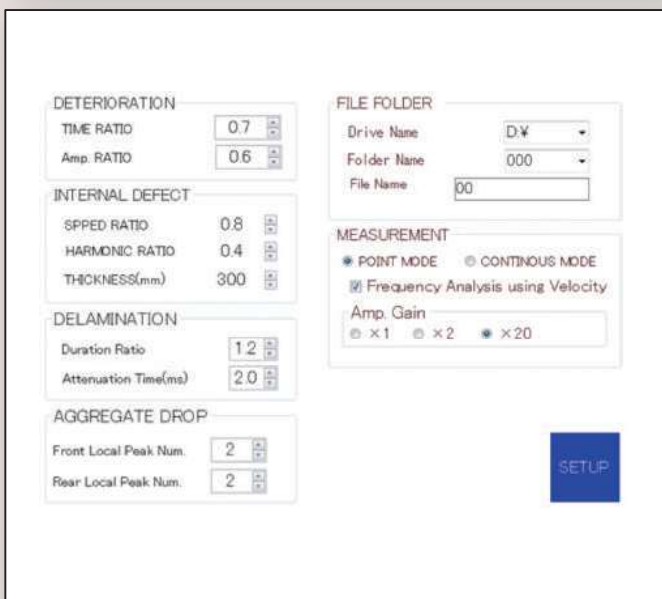 DETERIORATION
TIME RATIO 0.7
Amp. RATIO 0.6
INTERNAL DEFECT
SPPED RATIO 0.8
HARMONIC RATIO 0.4
THICKNESS(mm) 300
DELAMINATION
Duration Ratio 1.2
Attenuation Time(ms) 2.0
AGGREGATE DROP
Front Local Peak Num. 2
Rear Local Peak Num. 2
FILE FOLDER
Drive Name D:¥
Folder Name 000
File Name 00
MEASUREMENT
POINT MODE CONTINOUS MODE
Frequency Analysis using Velocity
Amp. Gain
×1 ×2 ×20
SETUP